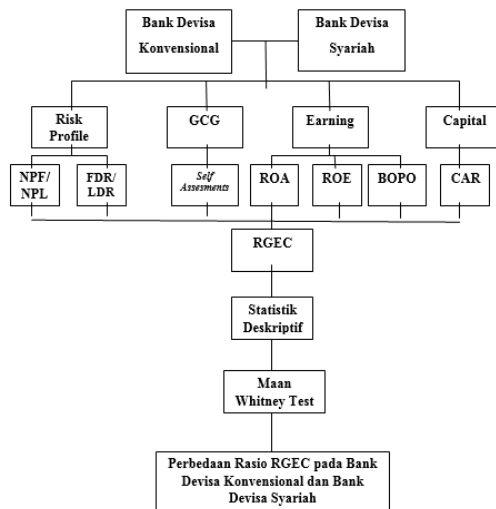 Bank Devisa
Konvensional
Bank Devisa
Syariah
Risk
Profile
GCG
Earning
Capital
NPF/
NPL
FDR/
LDR
Self
Assesments
ROA
ROE
BOPO
CAR
RGEC
Statistik
Deskriptif
Maan
Whitney Test
Perbedaan Rasio RGEC pada Bank
Devisa Konvensional dan Bank
Devisa Syariah